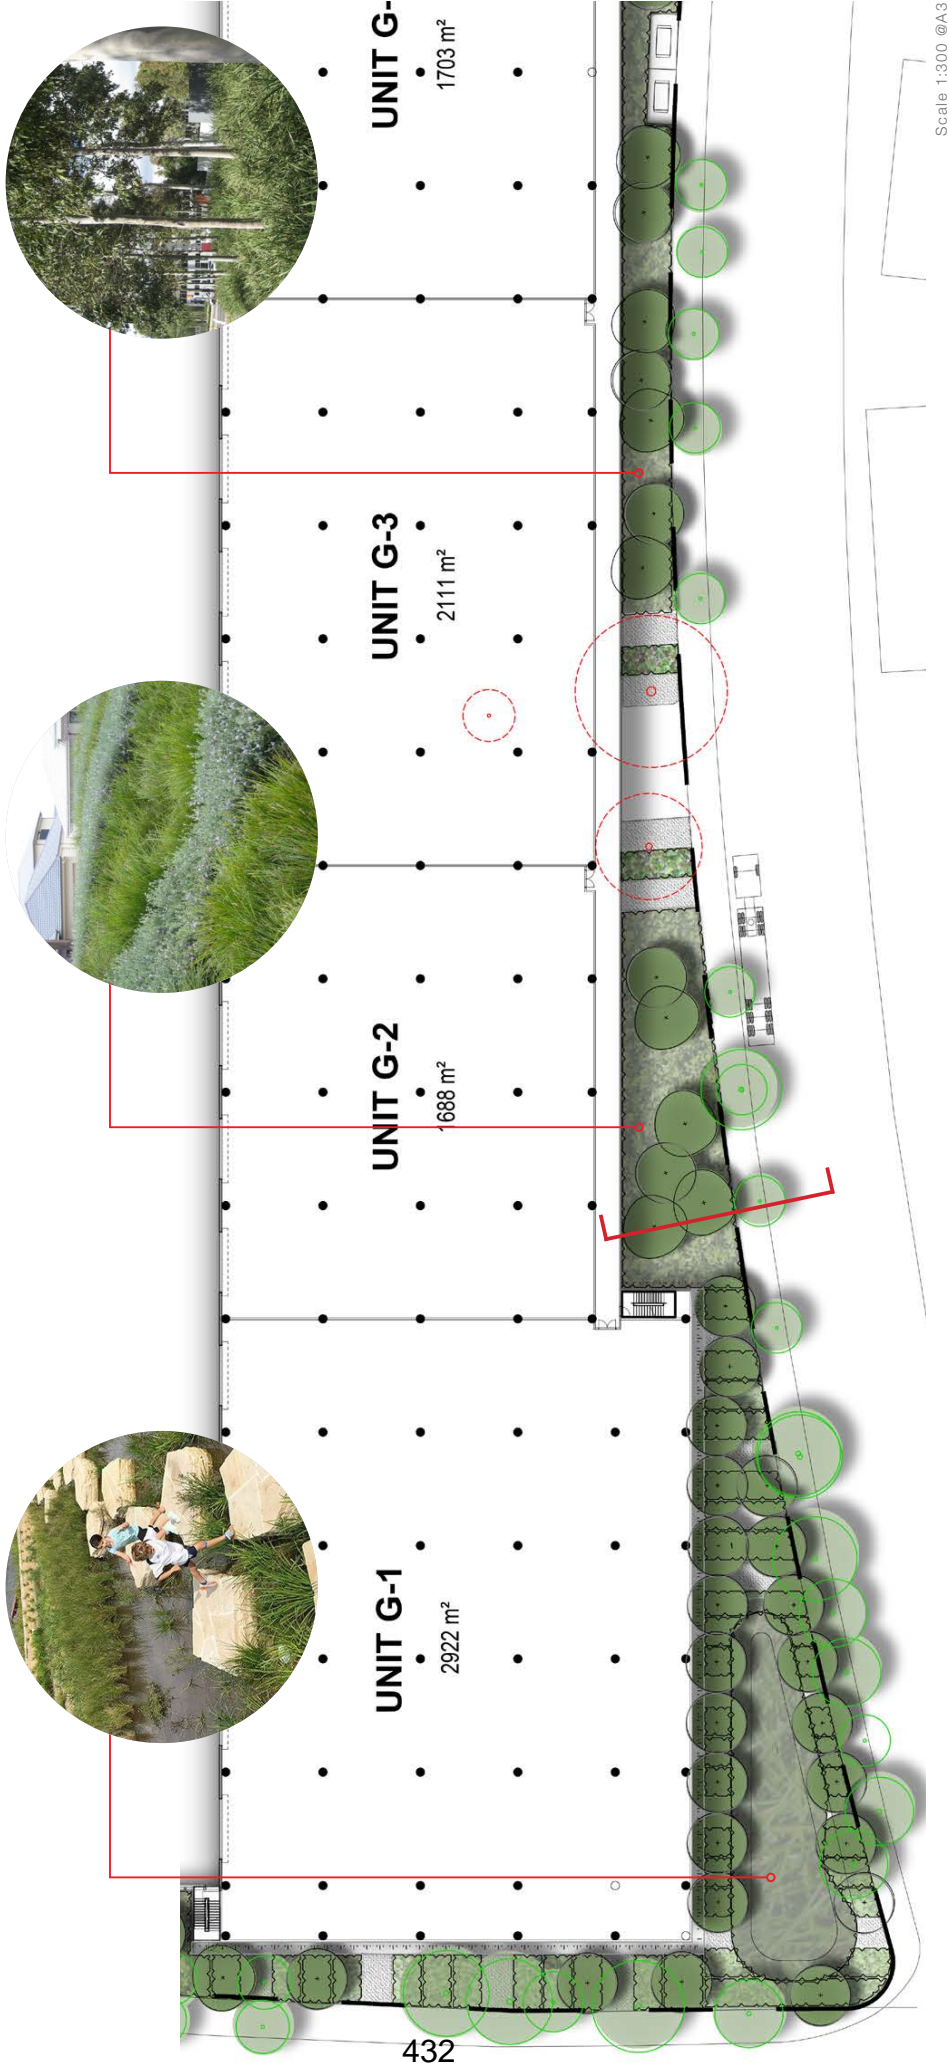 Scale 1:300 @A3
UNIT G-
1703 m²
UNIT G-3
2111 m²
UNIT G-2
1688 m²
UNIT G-1
2922 m²
432